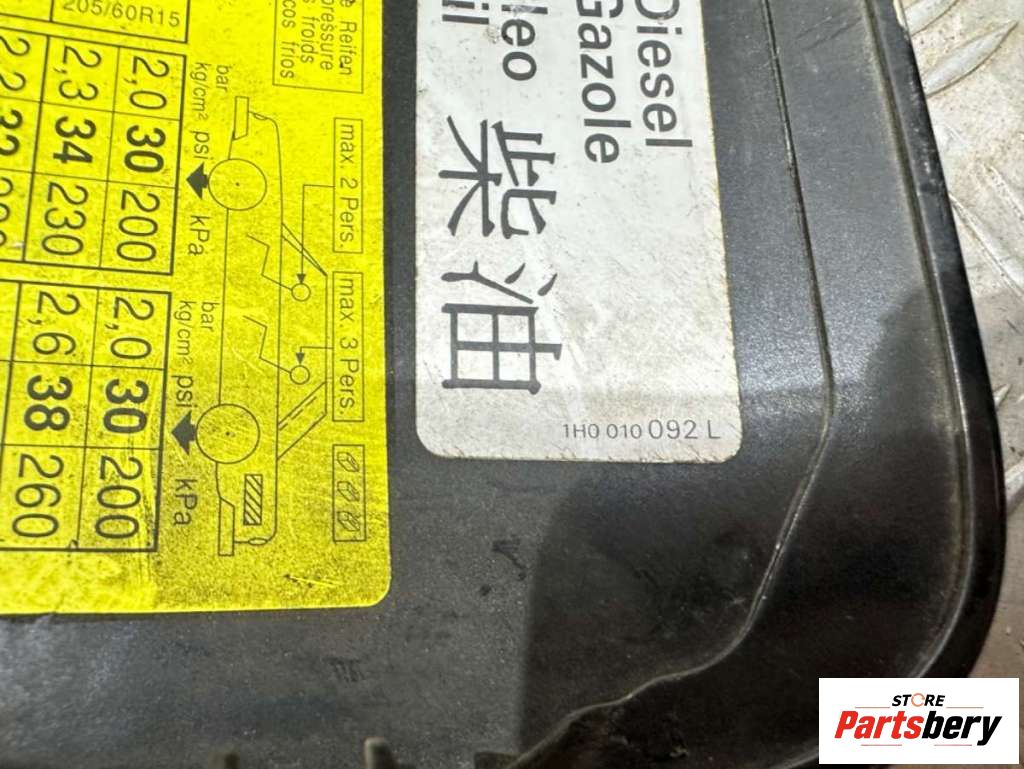 Diesel
Gazole
leo
il
柴油
1H0 010 092 L
e Reifen
pressure
s froids
cos frios
205/60R15
max. 2 Pers.
max. 3 Pers.
bar
kg/cm² psi kPa
2,0 30 200
2,3 34 230
bar
kg/cm² psi kPa
2,0 30 200
2,6 38 260
STORE
Partsbery